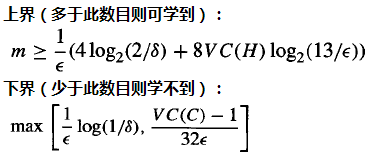 上界（多于此数目则可学到）：
m ≥ 1/ϵ (4 log₂(2/δ) + 8VC(H) log₂(13/ϵ))
下界（少于此数目则学不到）：
max [1/ϵ log(1/δ), VC(C) − 1/32ϵ]